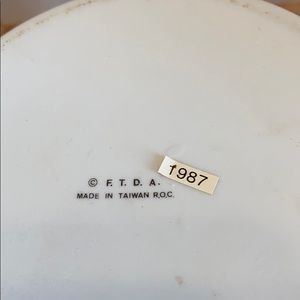 © F. T. D. A.
MADE IN TAIWAN R.O.C.
1987